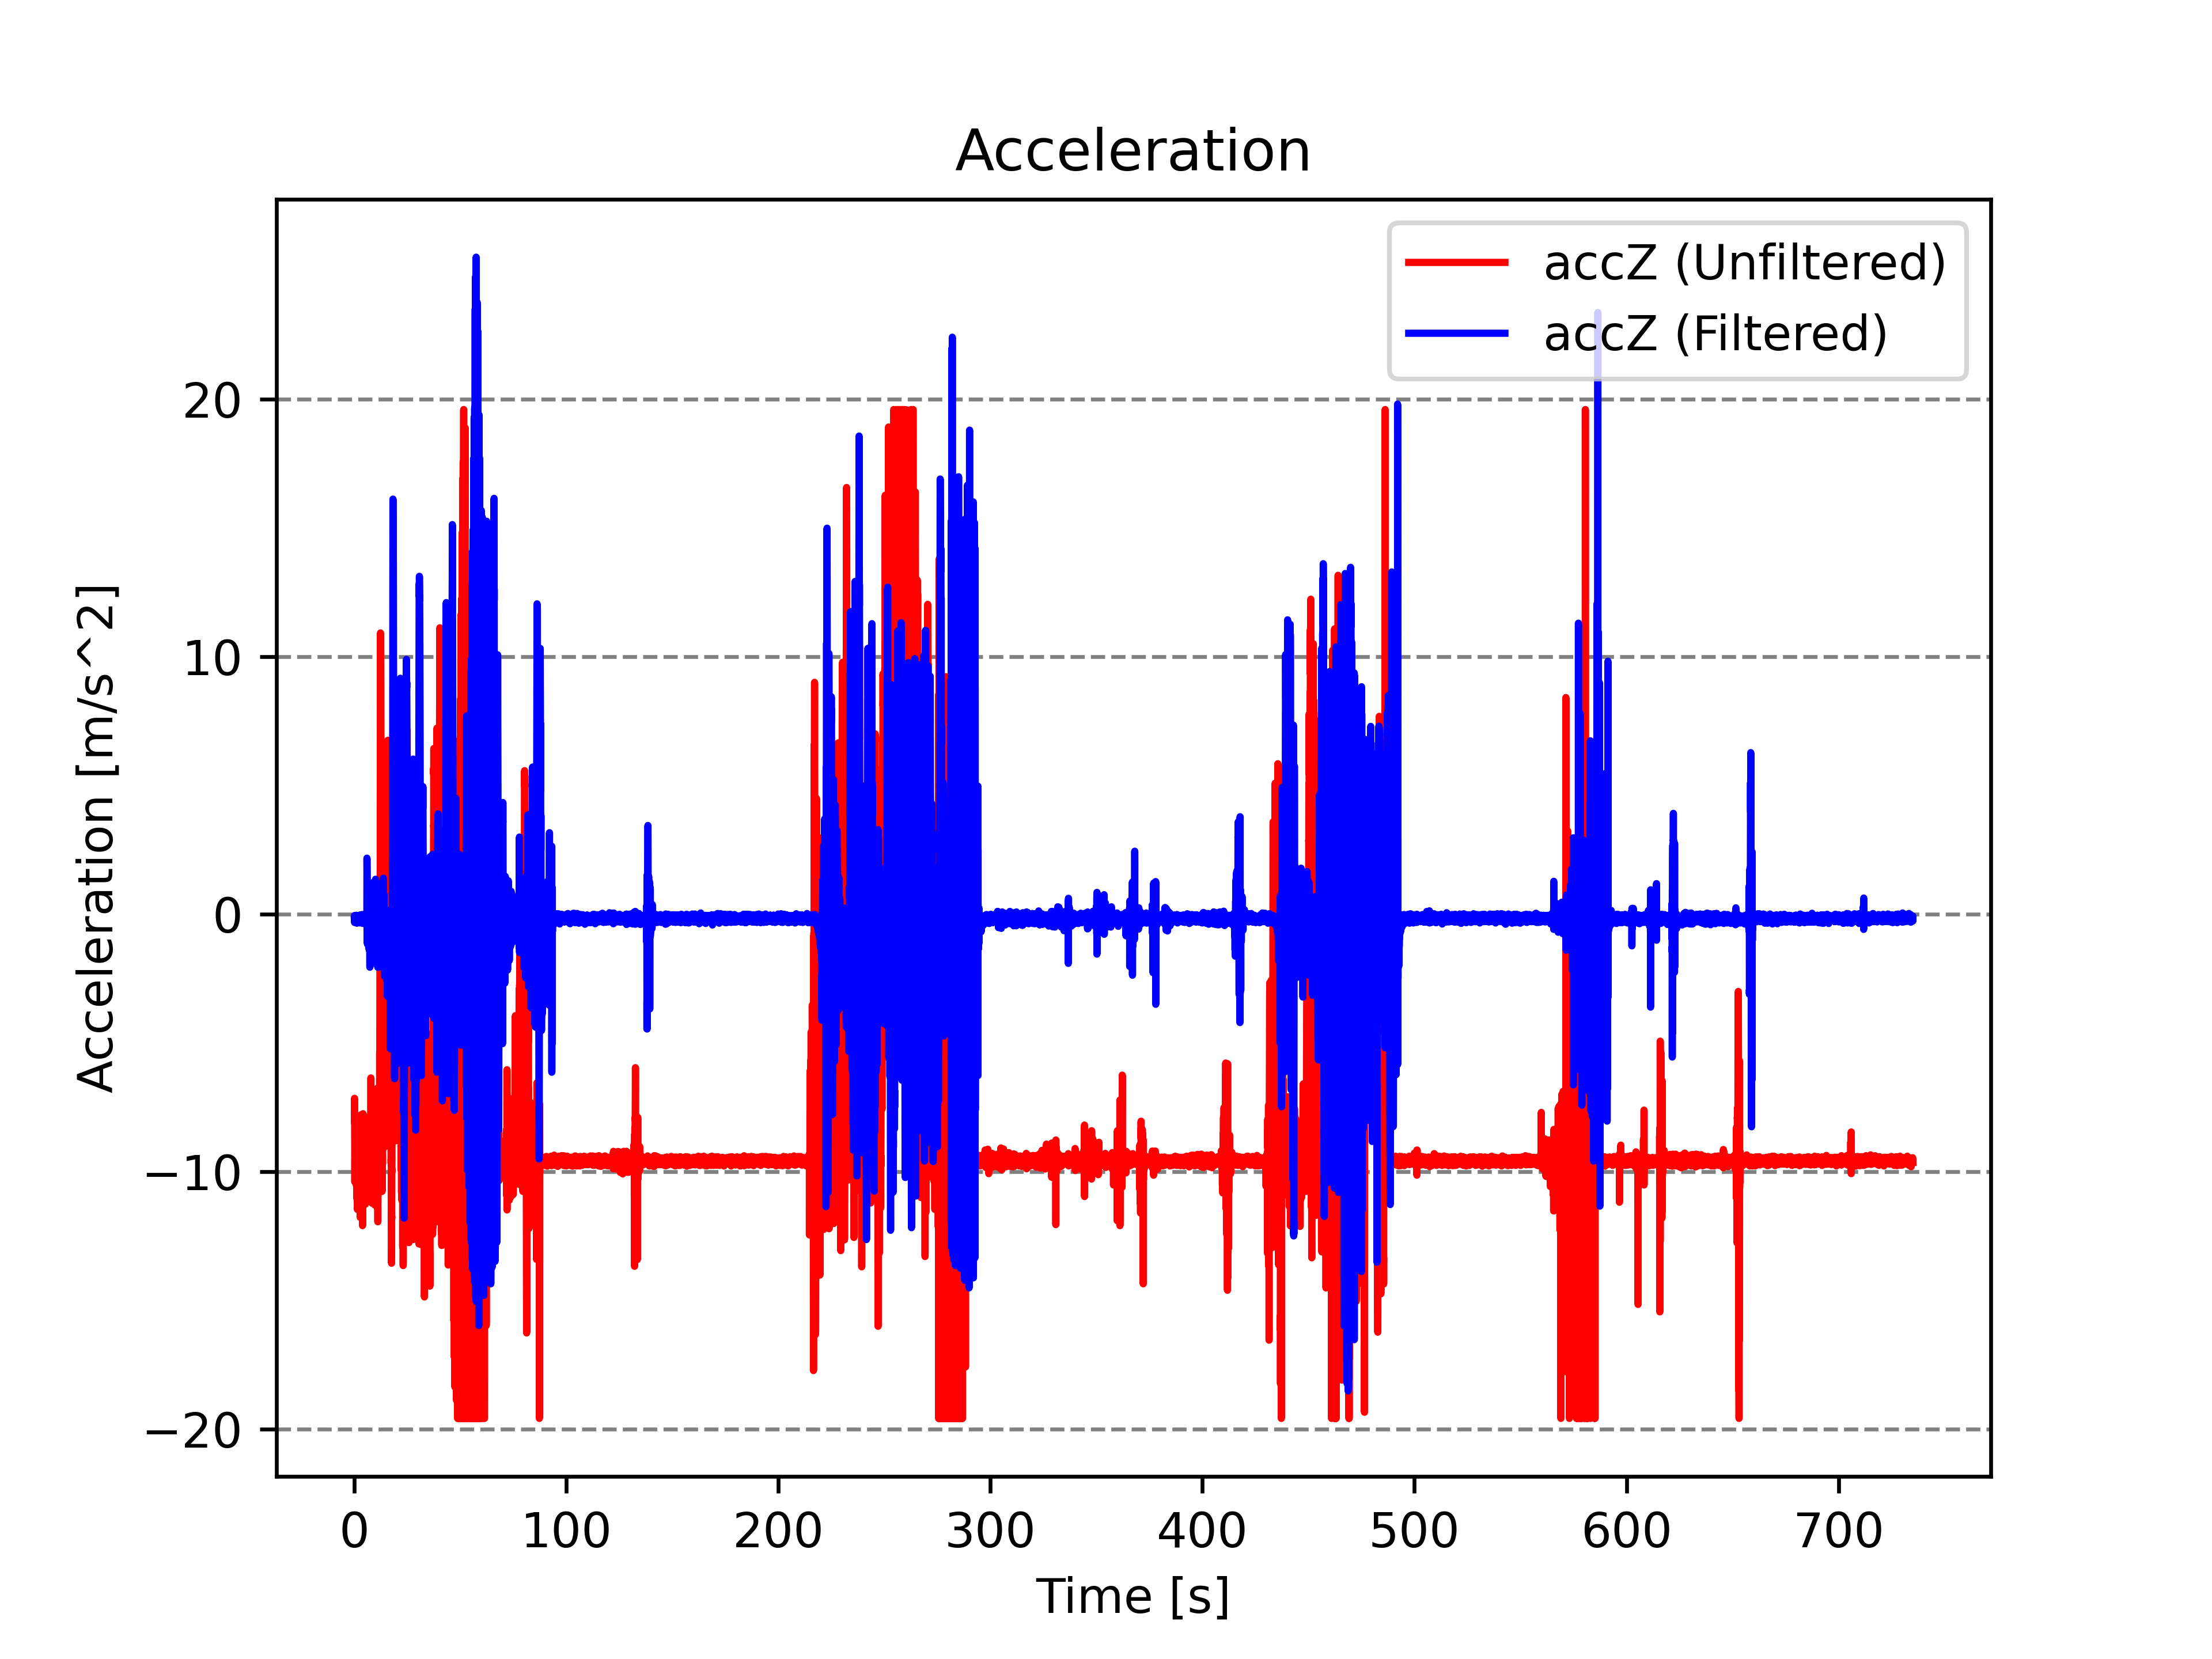 Acceleration
accZ (Unfiltered)
accZ (Filtered)
Acceleration [m/s^2]
20
10
0
−10
−20
0 100 200 300 400 500 600 700
Time [s]